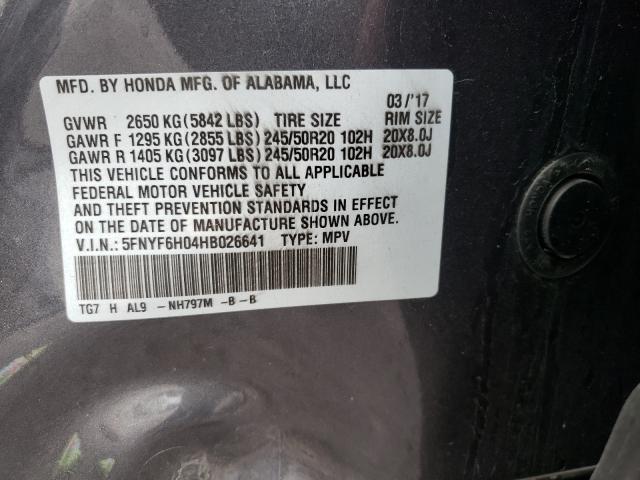 MFD. BY HONDA MFG. OF ALABAMA, LLC
03/'17
GVWR 2650 KG(5842 LBS) TIRE SIZE RIM SIZE
GAWR F 1295 KG(2855 LBS)245/50R20 102H 20X8.0J
GAWR R 1405 KG(3097 LBS)245/50R20 102H 20X8.0J
THIS VEHICLE CONFORMS TO ALL APPLICABLE
FEDERAL MOTOR VEHICLE SAFETY
AND THEFT PREVENTION STANDARDS IN EFFECT
ON THE DATE OF MANUFACTURE SHOWN ABOVE.
V.I.N.: 5FNYF6H04HB026641 TYPE: MPV
TG7 H AL9 -NH797M -B -B